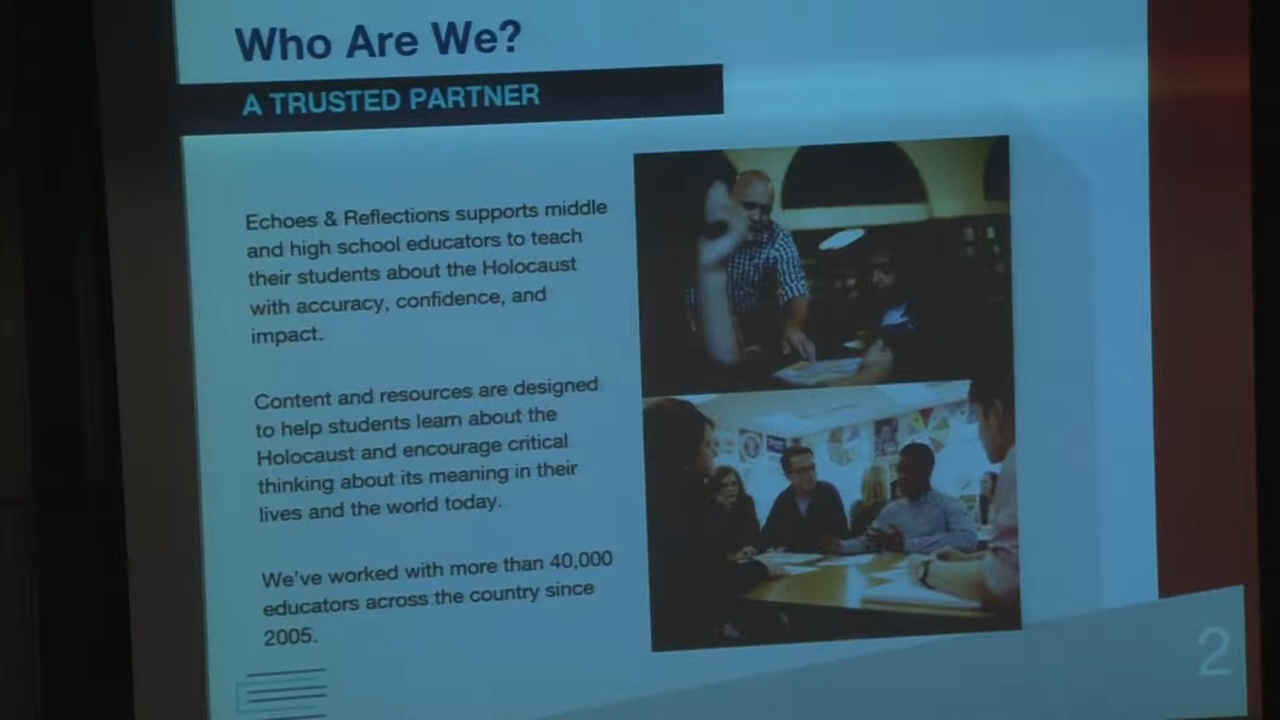 Who Are We?
A TRUSTED PARTNER
Echoes & Reflections supports middle
and high school educators to teach
their students about the Holocaust
with accuracy, confidence, and
impact.
Content and resources are designed
to help students learn about the
Holocaust and encourage critical
thinking about its meaning in their
lives and the world today.
We've worked with more than 40,000
educators across the country since
2005.
2